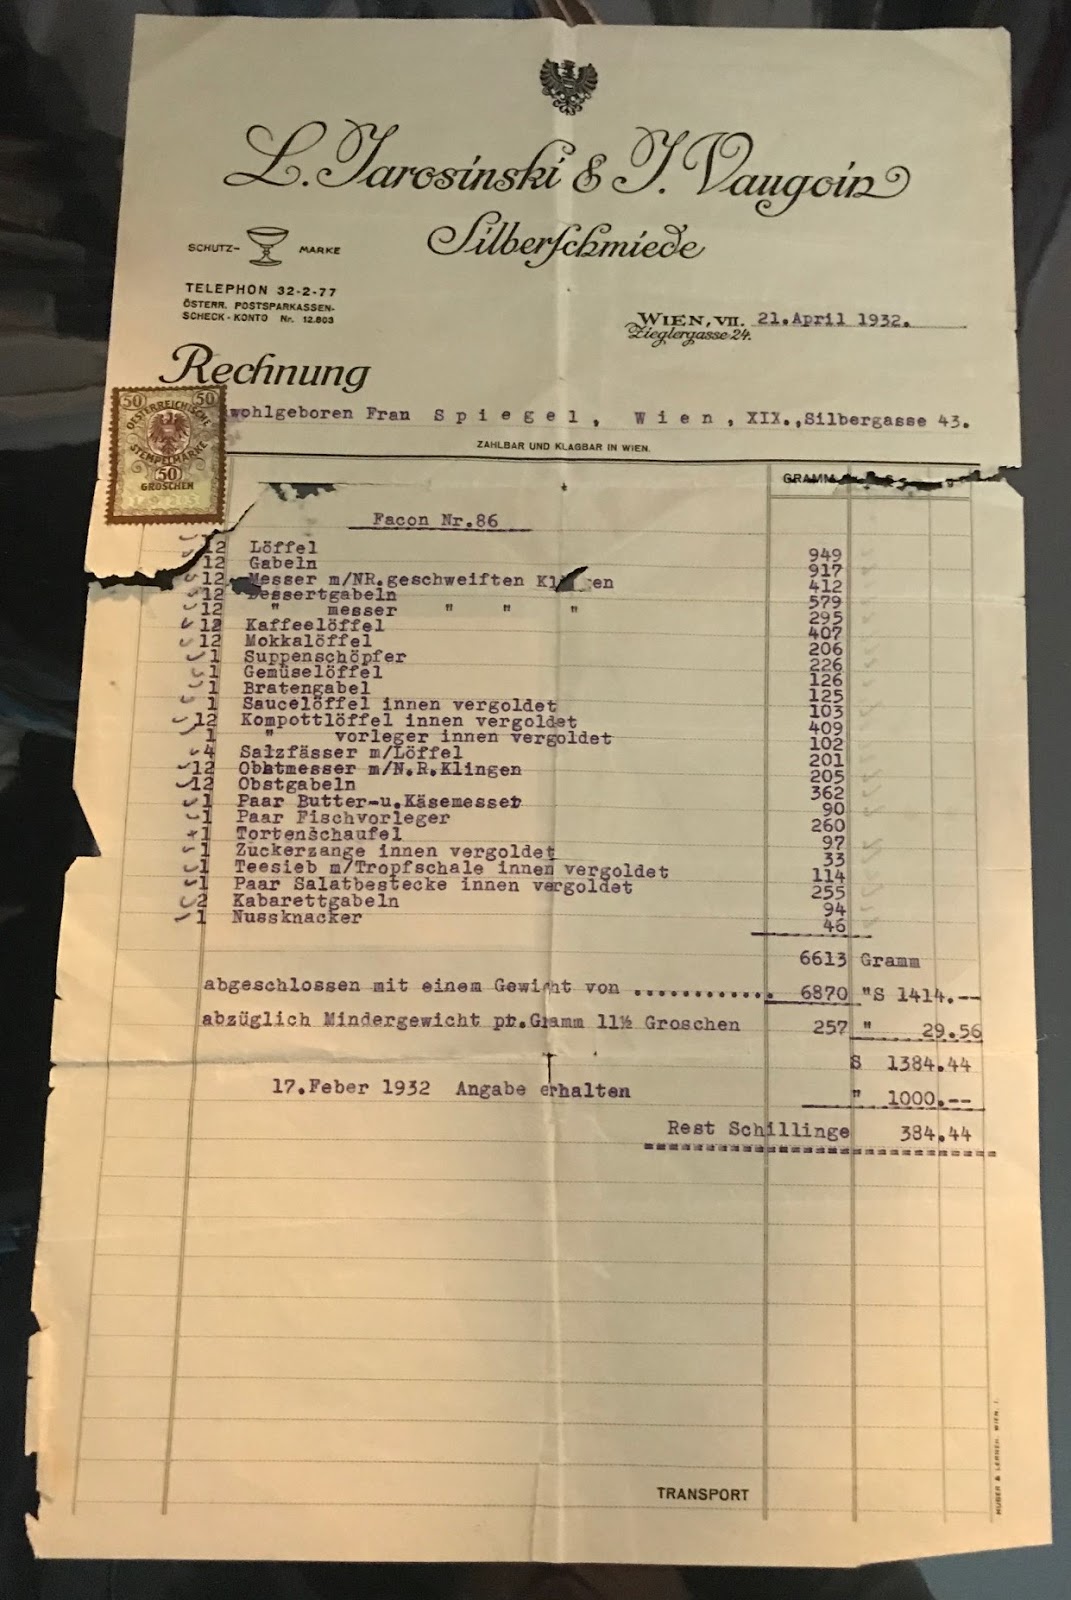 L. Jarosinski & J. Vaugoin
Silberschmiede
SCHUTZ- MARKE
TELEPHON 32-2-77
ÖSTERR. POSTSPARKASSEN-
SCHECK-KONTO Nr. 12.803
WIEN, VII. 21.April 1932.
Zieglergasse 24.
Rechnung
50 50
OESTERREICHISCHE
STEMPELMARKE
50
GROSCHEN
wohlgeboren Frau Spiegel, Wien, XIX.,Silbergasse 43.
ZAHLBAR UND KLAGBAR IN WIEN.
GRAMM S
Facon Nr.86
12 Löffel 949
12 Gabeln 917
12 Messer m/NR.geschweiften Kl en 412
12 Dessertgabeln 579
12 " messer " " " 295
12 Kaffeelöffel 407
12 Mokkalöffel 206
1 Suppenschöpfer 226
1 Gemüselöffel 126
1 Bratengabel 125
1 Saucelöffel innen vergoldet 103
12 Kompottlöffel innen vergoldet 409
1 " vorleger innen vergoldet 102
4 Salzfässer m/Löffel 201
12 Obstmesser m/N.R.Klingen 205
12 Obstgabeln 362
1 Paar Butter-u.Käsemesser 90
1 Paar Fischvorleger 260
1 Tortenschaufel 97
1 Zuckerzange innen vergoldet 33
1 Teesieb m/Tropfschale innen vergoldet 114
1 Paar Salatbestecke innen vergoldet 255
2 Kabarettgabeln 94
1 Nussknacker 46
6613 Gramm
abgeschlossen mit einem Gewicht von ............ 6870 "S 1414.--
abzüglich Mindergewicht pr.Gramm 11½ Groschen 257 " 29.56
S 1384.44
17.Feber 1932 Angabe erhalten " 1000.--
Rest Schillinge 384.44
TRANSPORT
HUBER & LERNER, WIEN, I.